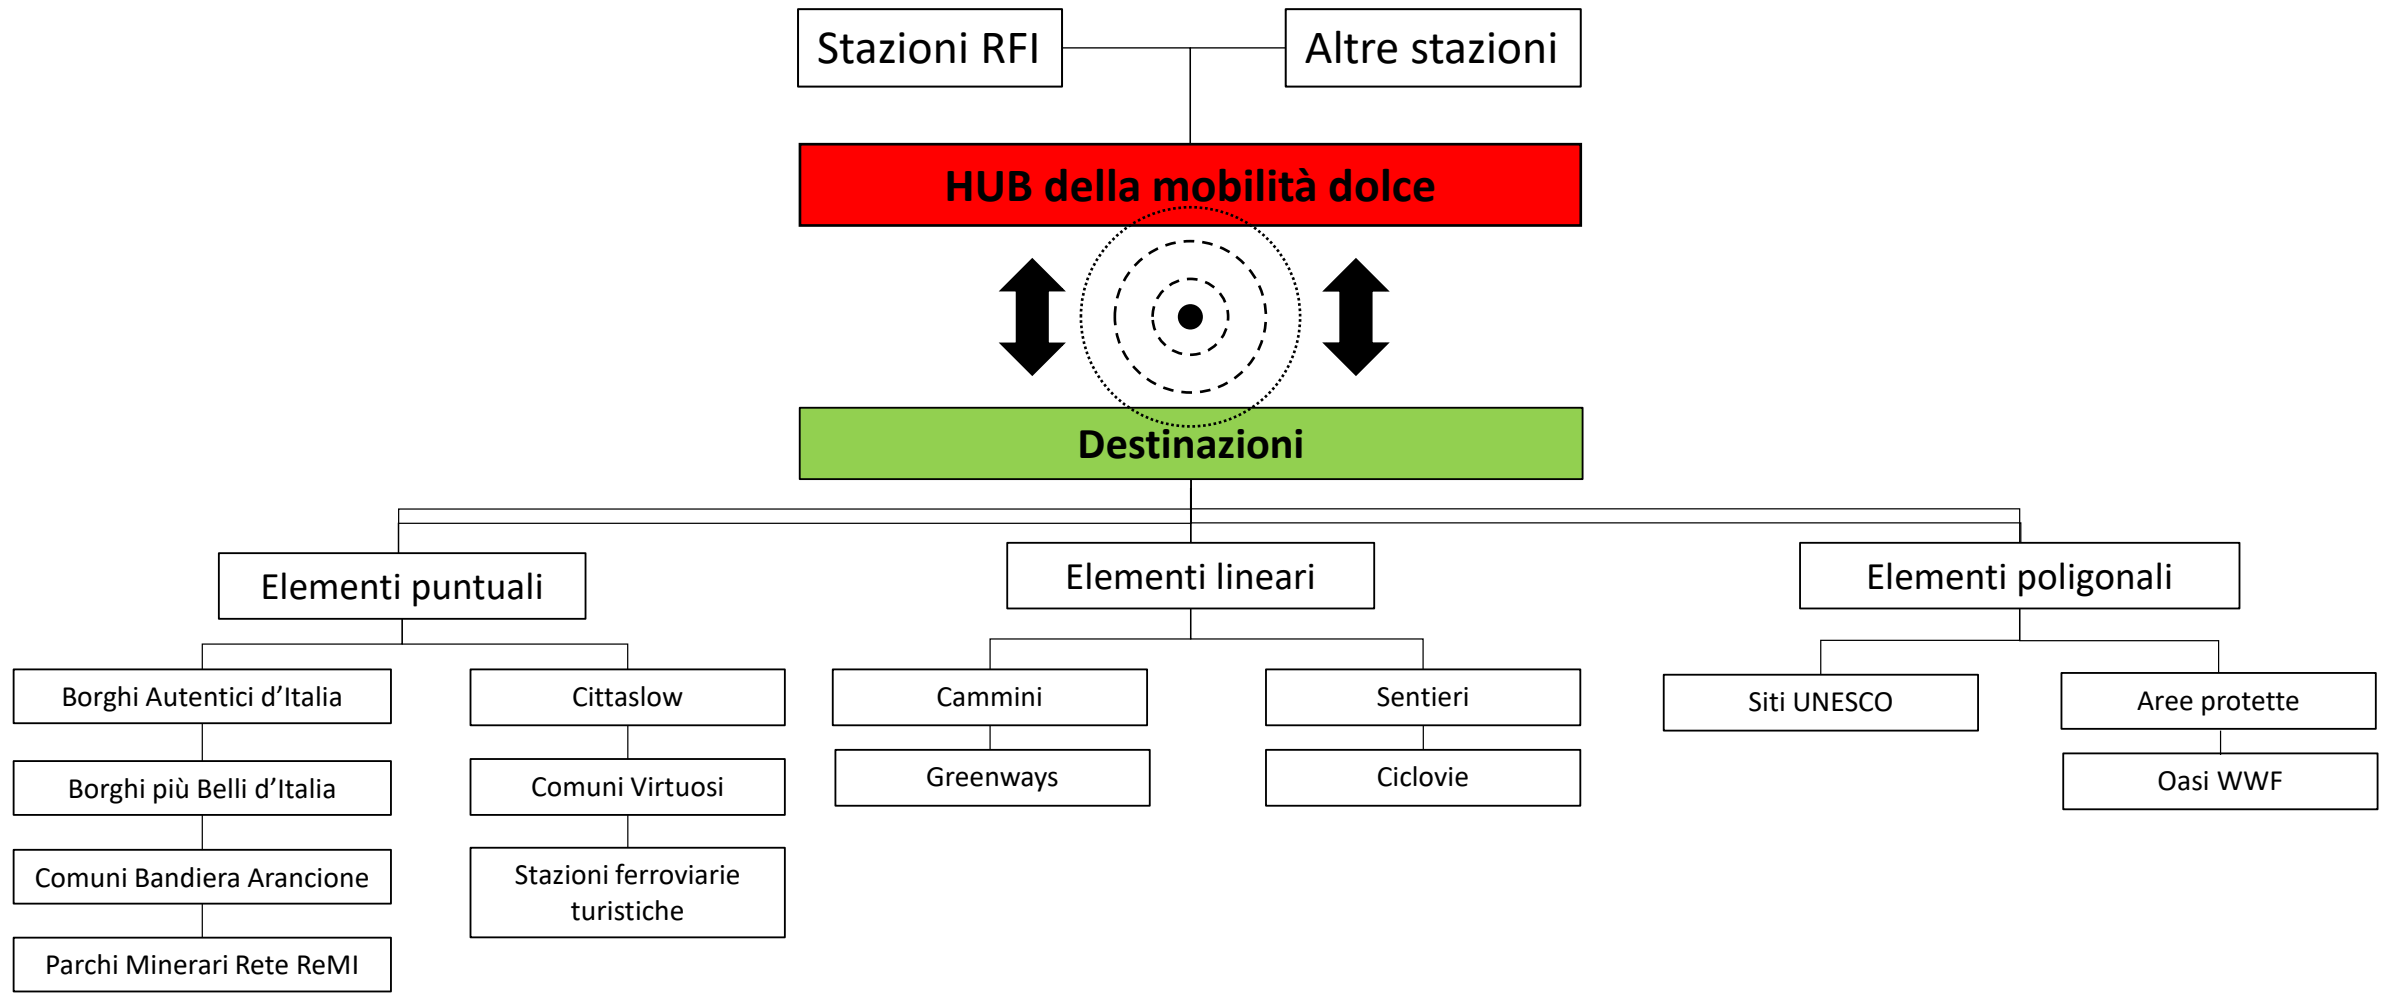 Stazioni RFI
Altre stazioni
HUB della mobilità dolce
Destinazioni
Elementi puntuali
Elementi lineari
Elementi poligonali
Borghi Autentici d’Italia
Cittaslow
Cammini
Sentieri
Siti UNESCO
Aree protette
Borghi più Belli d’Italia
Comuni Virtuosi
Greenways
Ciclovie
Oasi WWF
Comuni Bandiera Arancione
Stazioni ferroviarie
turistiche
Parchi Minerari Rete ReMI